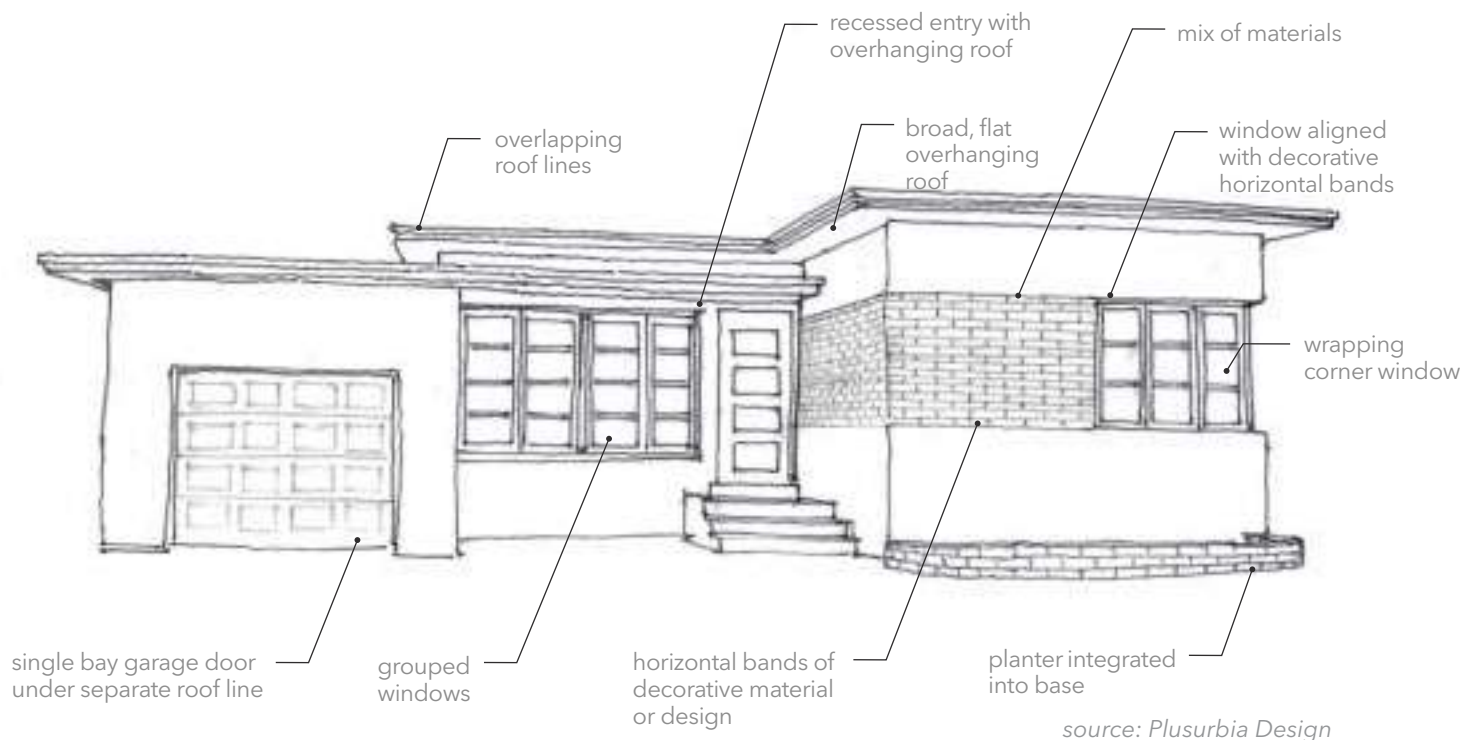 recessed entry with
overhanging roof
mix of materials
overlapping
roof lines
broad, flat
overhanging
roof
window aligned
with decorative
horizontal bands
wrapping
corner window
single bay garage door
under separate roof line
grouped
windows
horizontal bands of
decorative material
or design
planter integrated
into base
source: Plusurbia Design